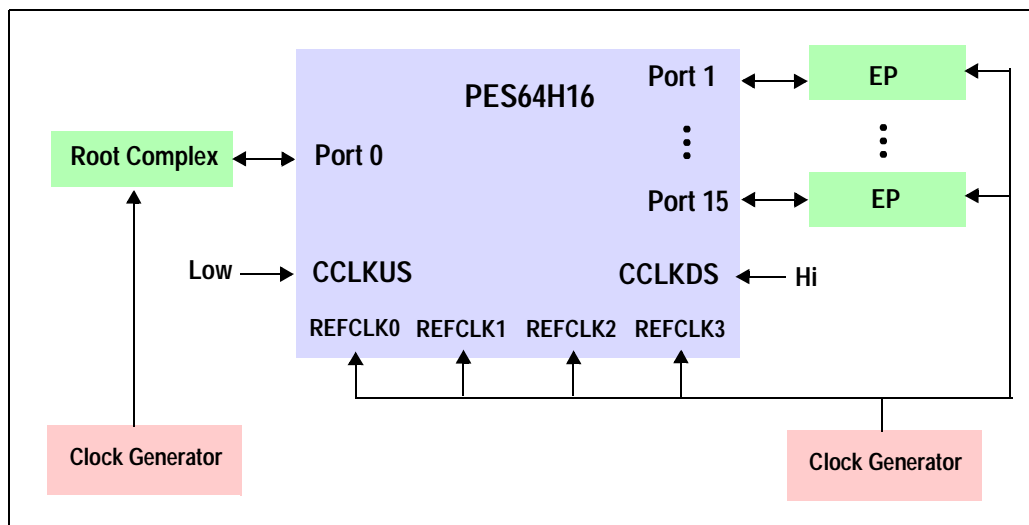 PES64H16
Port 1
EP
Root Complex
Port 0
Port 15
EP
Low
CCLKUS
CCLKDS
Hi
REFCLK0
REFCLK1
REFCLK2
REFCLK3
Clock Generator
Clock Generator